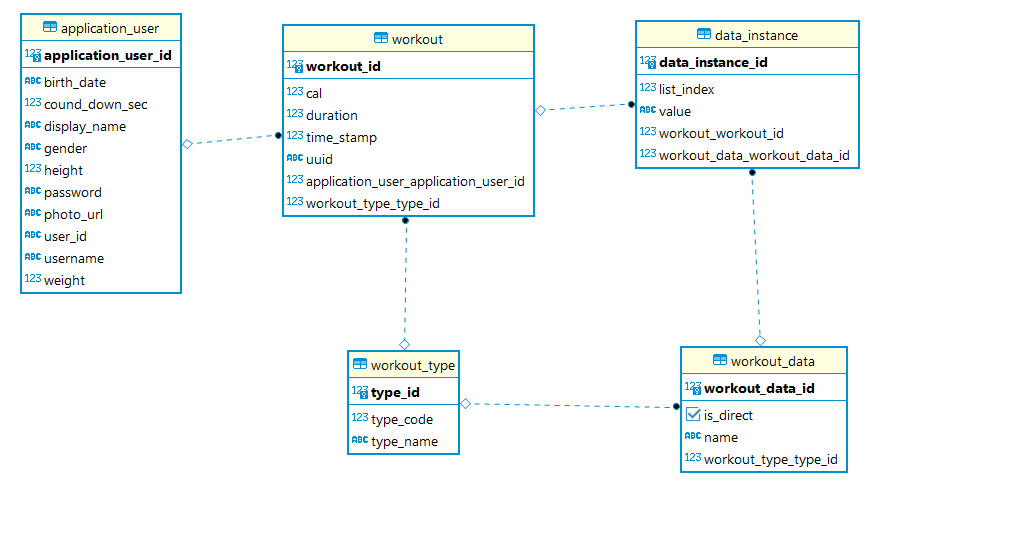 application_user
123 application_user_id
ABC birth_date
123 cound_down_sec
ABC display_name
ABC gender
123 height
ABC password
ABC photo_url
ABC user_id
ABC username
123 weight
workout
123 workout_id
123 cal
123 duration
123 time_stamp
ABC uuid
123 application_user_application_user_id
123 workout_type_type_id
data_instance
123 data_instance_id
123 list_index
ABC value
123 workout_workout_id
123 workout_data_workout_data_id
workout_type
123 type_id
123 type_code
ABC type_name
workout_data
123 workout_data_id
is_direct
ABC name
123 workout_type_type_id